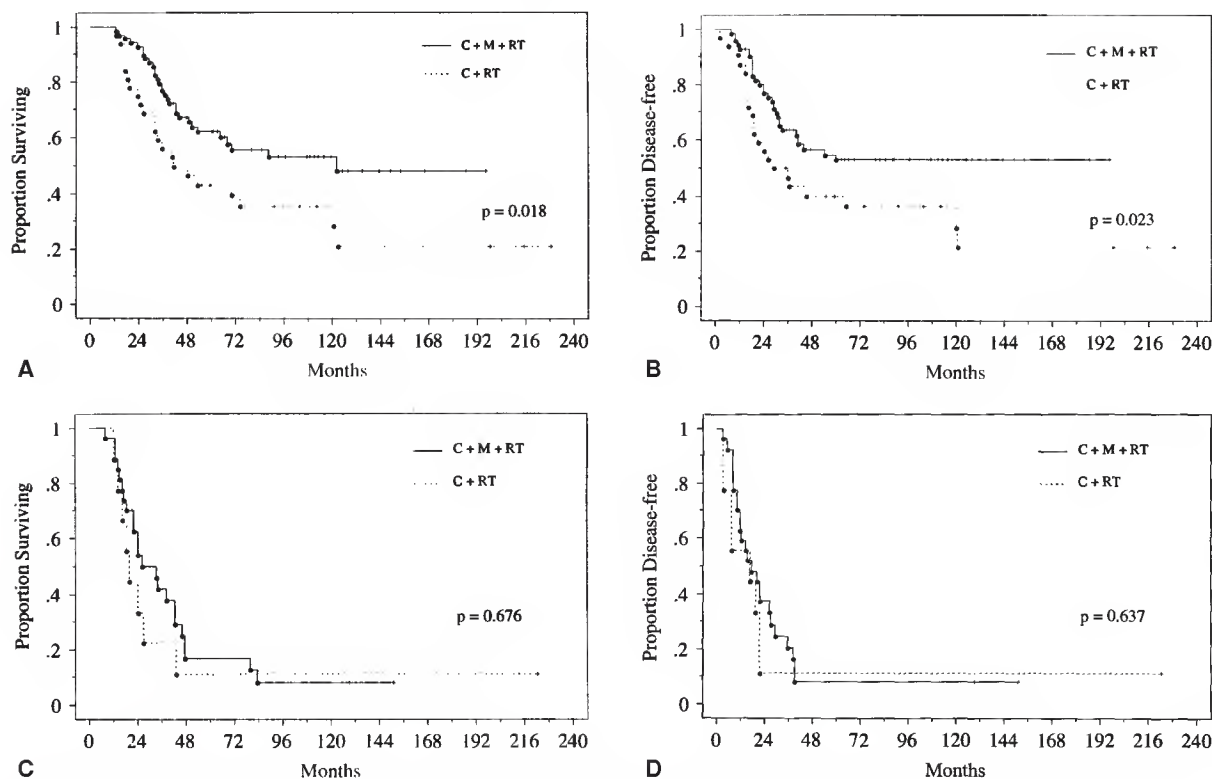 1
.8
.6
.4
.2
0
Proportion Surviving
C + M + RT
C + RT
p = 0.018
0 24 48 72 96 120 144 168 192 216 240
Months
A
1
.8
.6
.4
.2
0
Proportion Disease-free
C + M + RT
C + RT
p = 0.023
0 24 48 72 96 120 144 168 192 216 240
Months
B
1
.8
.6
.4
.2
0
Proportion Surviving
C + M + RT
C + RT
p = 0.676
0 24 48 72 96 120 144 168 192 216 240
Months
C
1
.8
.6
.4
.2
0
Proportion Disease-free
C + M + RT
C + RT
p = 0.637
0 24 48 72 96 120 144 168 192 216 240
Months
D